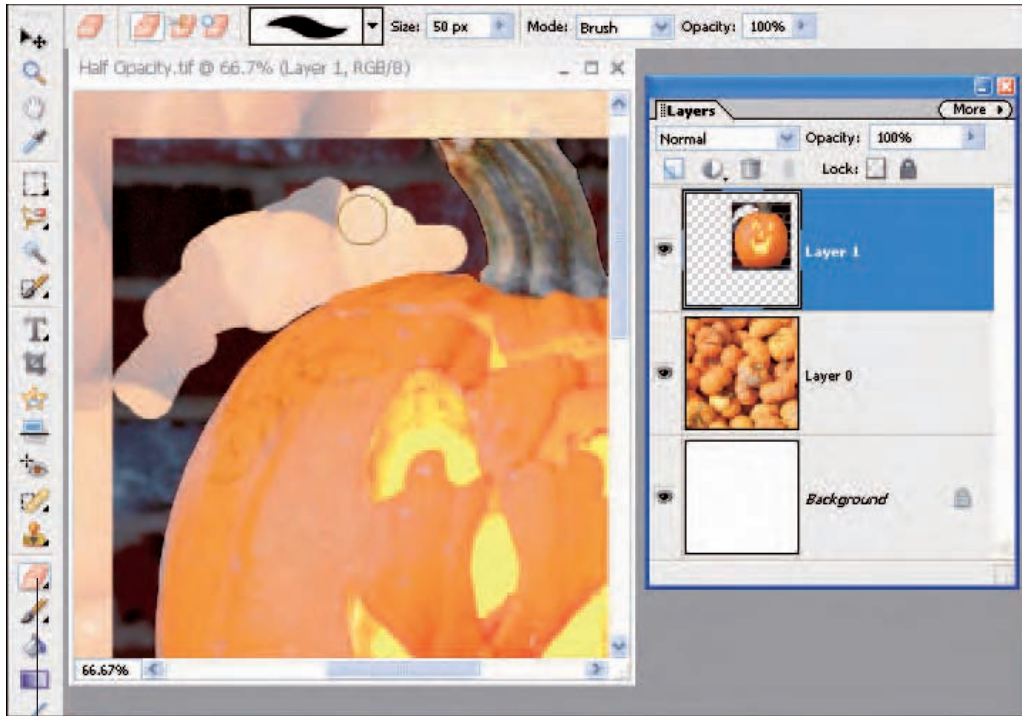 Size: 50 px Mode: Brush Opacity: 100%
Half Opacity.tif @ 66.7% (Layer 1, RGB/8)
Layers More
Normal Opacity: 100%
Lock:
Layer 1
Layer 0
Background
66.67%
T